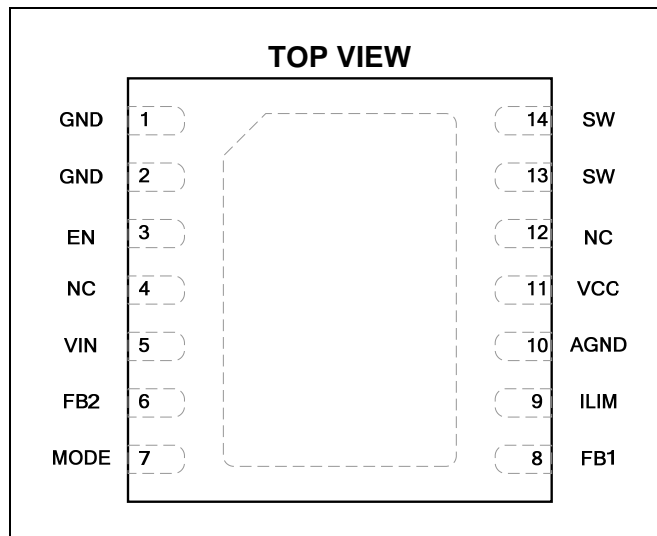 TOP VIEW
GND 1 14 SW
GND 2 13 SW
EN 3 12 NC
NC 4 11 VCC
VIN 5 10 AGND
FB2 6 9 ILIM
MODE 7 8 FB1